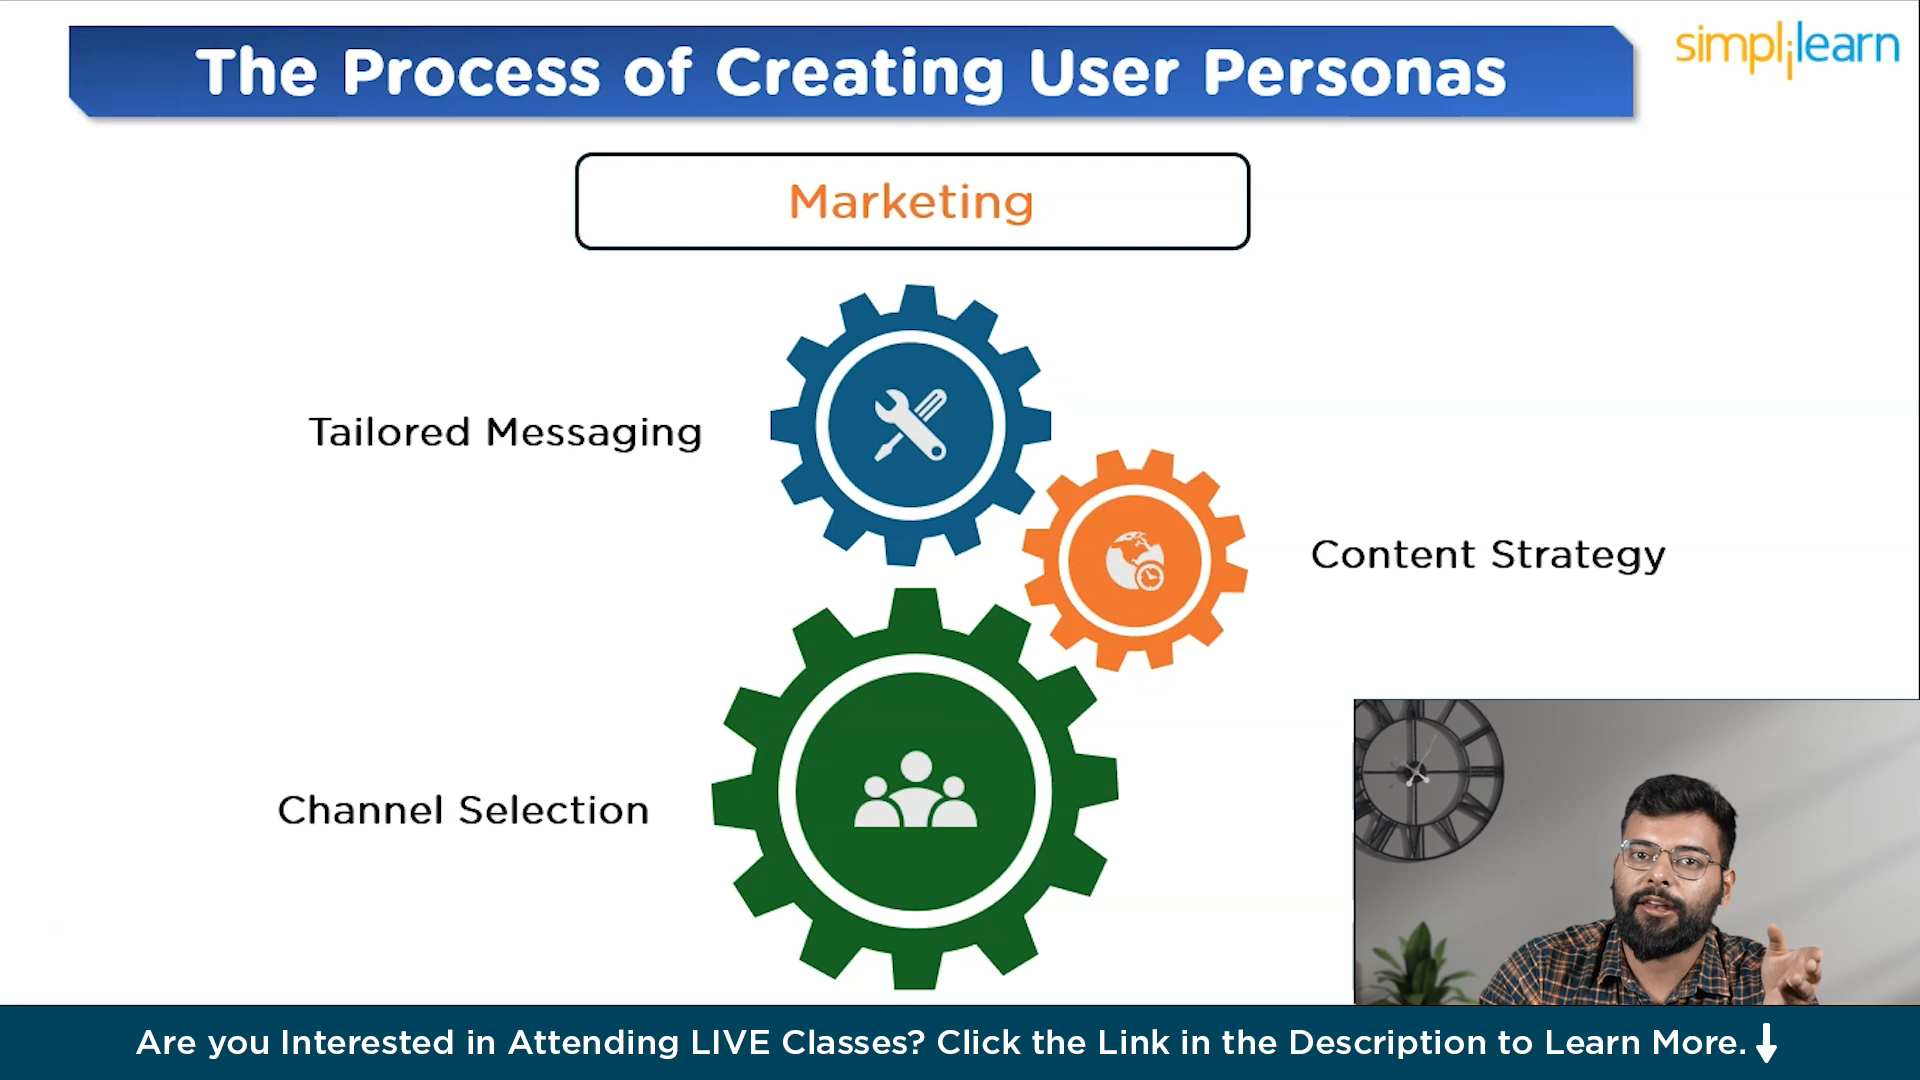 The Process of Creating User Personas
simplilearn
Marketing
Tailored Messaging
Content Strategy
Channel Selection
Are you Interested in Attending LIVE Classes? Click the Link in the Description to Learn More.